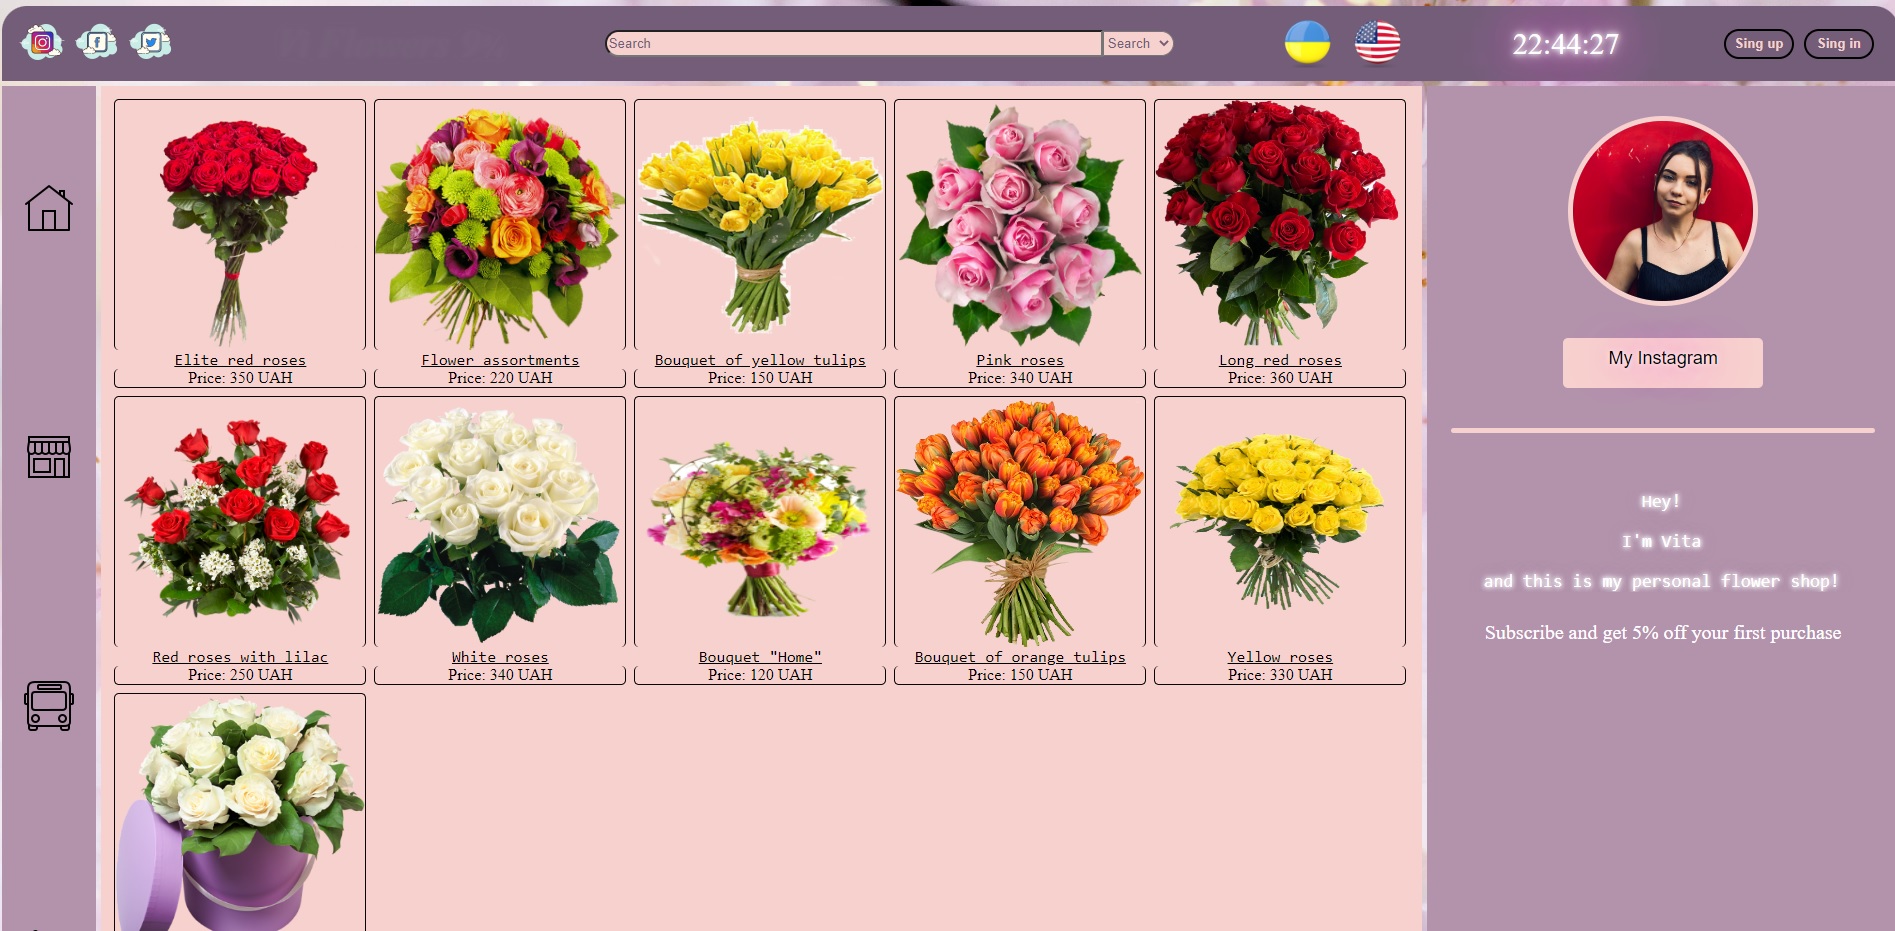 Search
Search
22:44:27
Sing up
Sing in
Elite red roses
Price: 350 UAH
Flower assortments
Price: 220 UAH
Bouquet of yellow tulips
Price: 150 UAH
Pink roses
Price: 340 UAH
Long red roses
Price: 360 UAH
Red roses with lilac
Price: 250 UAH
White roses
Price: 340 UAH
Bouquet "Home"
Price: 120 UAH
Bouquet of orange tulips
Price: 150 UAH
Yellow roses
Price: 330 UAH
My Instagram
Hey!
I'm Vita
and this is my personal flower shop!
Subscribe and get 5% off your first purchase